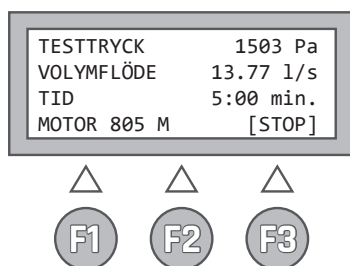 TESTTRYCK 1503 Pa
VOLYMFLÖDE 13.77 l/s
TID 5:00 min.
MOTOR 805 M [STOP]
F1 F2 F3